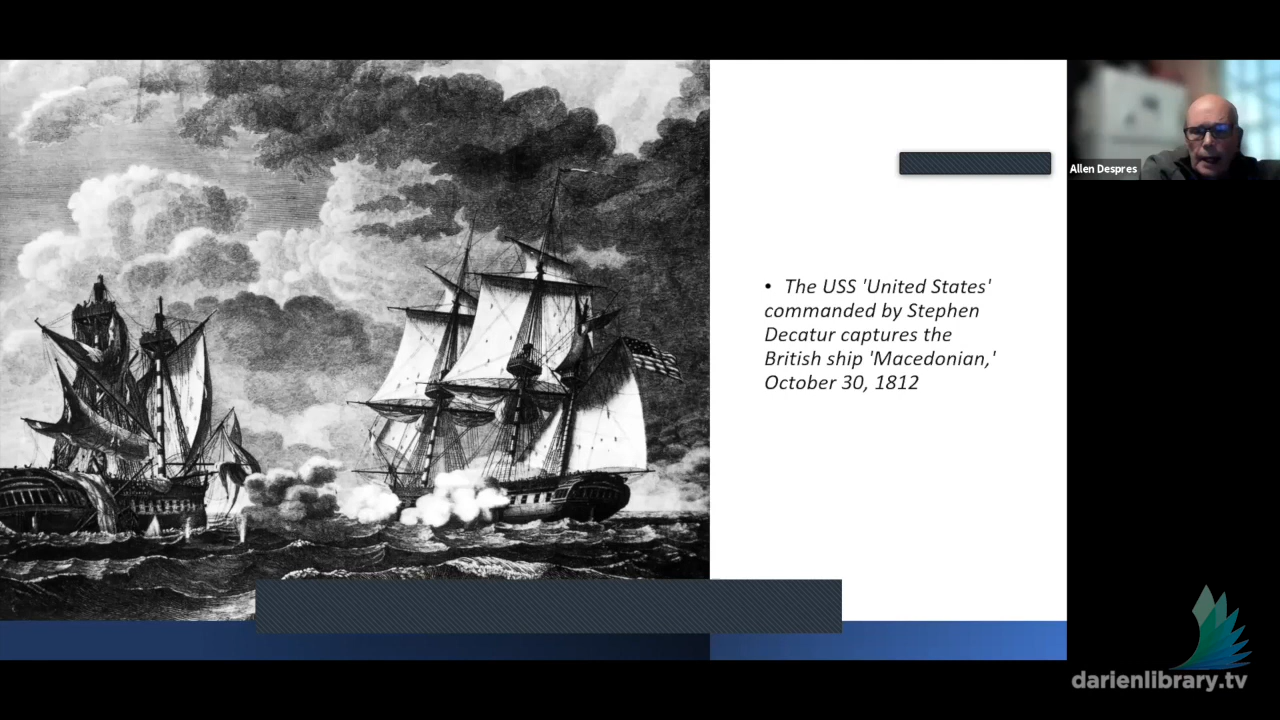 • The USS 'United States'
commanded by Stephen
Decatur captures the
British ship 'Macedonian,'
October 30, 1812
Allen Despres
darienlibrary.tv